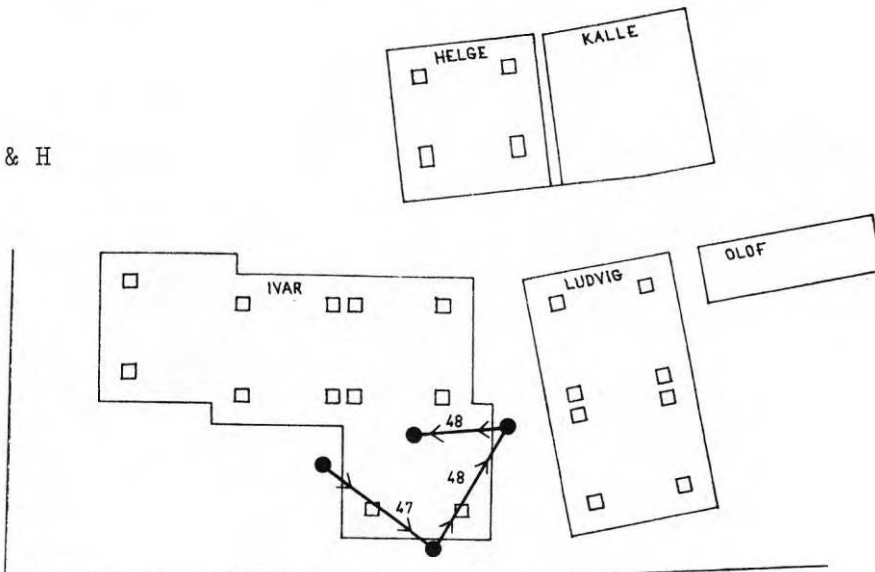 HELGE
KALLE
& H
OLOF
IVAR
LUDVIG
48
48
47